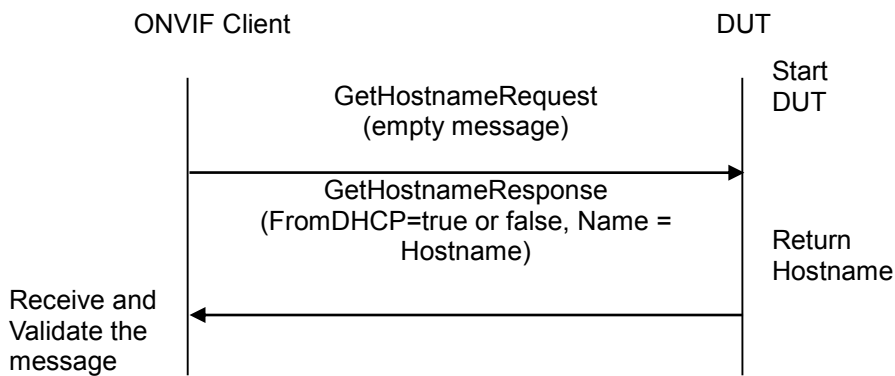 ONVIF Client
DUT
Start
DUT
GetHostnameRequest
(empty message)
GetHostnameResponse
(FromDHCP=true or false, Name =
Hostname)
Return
Hostname
Receive and
Validate the
message